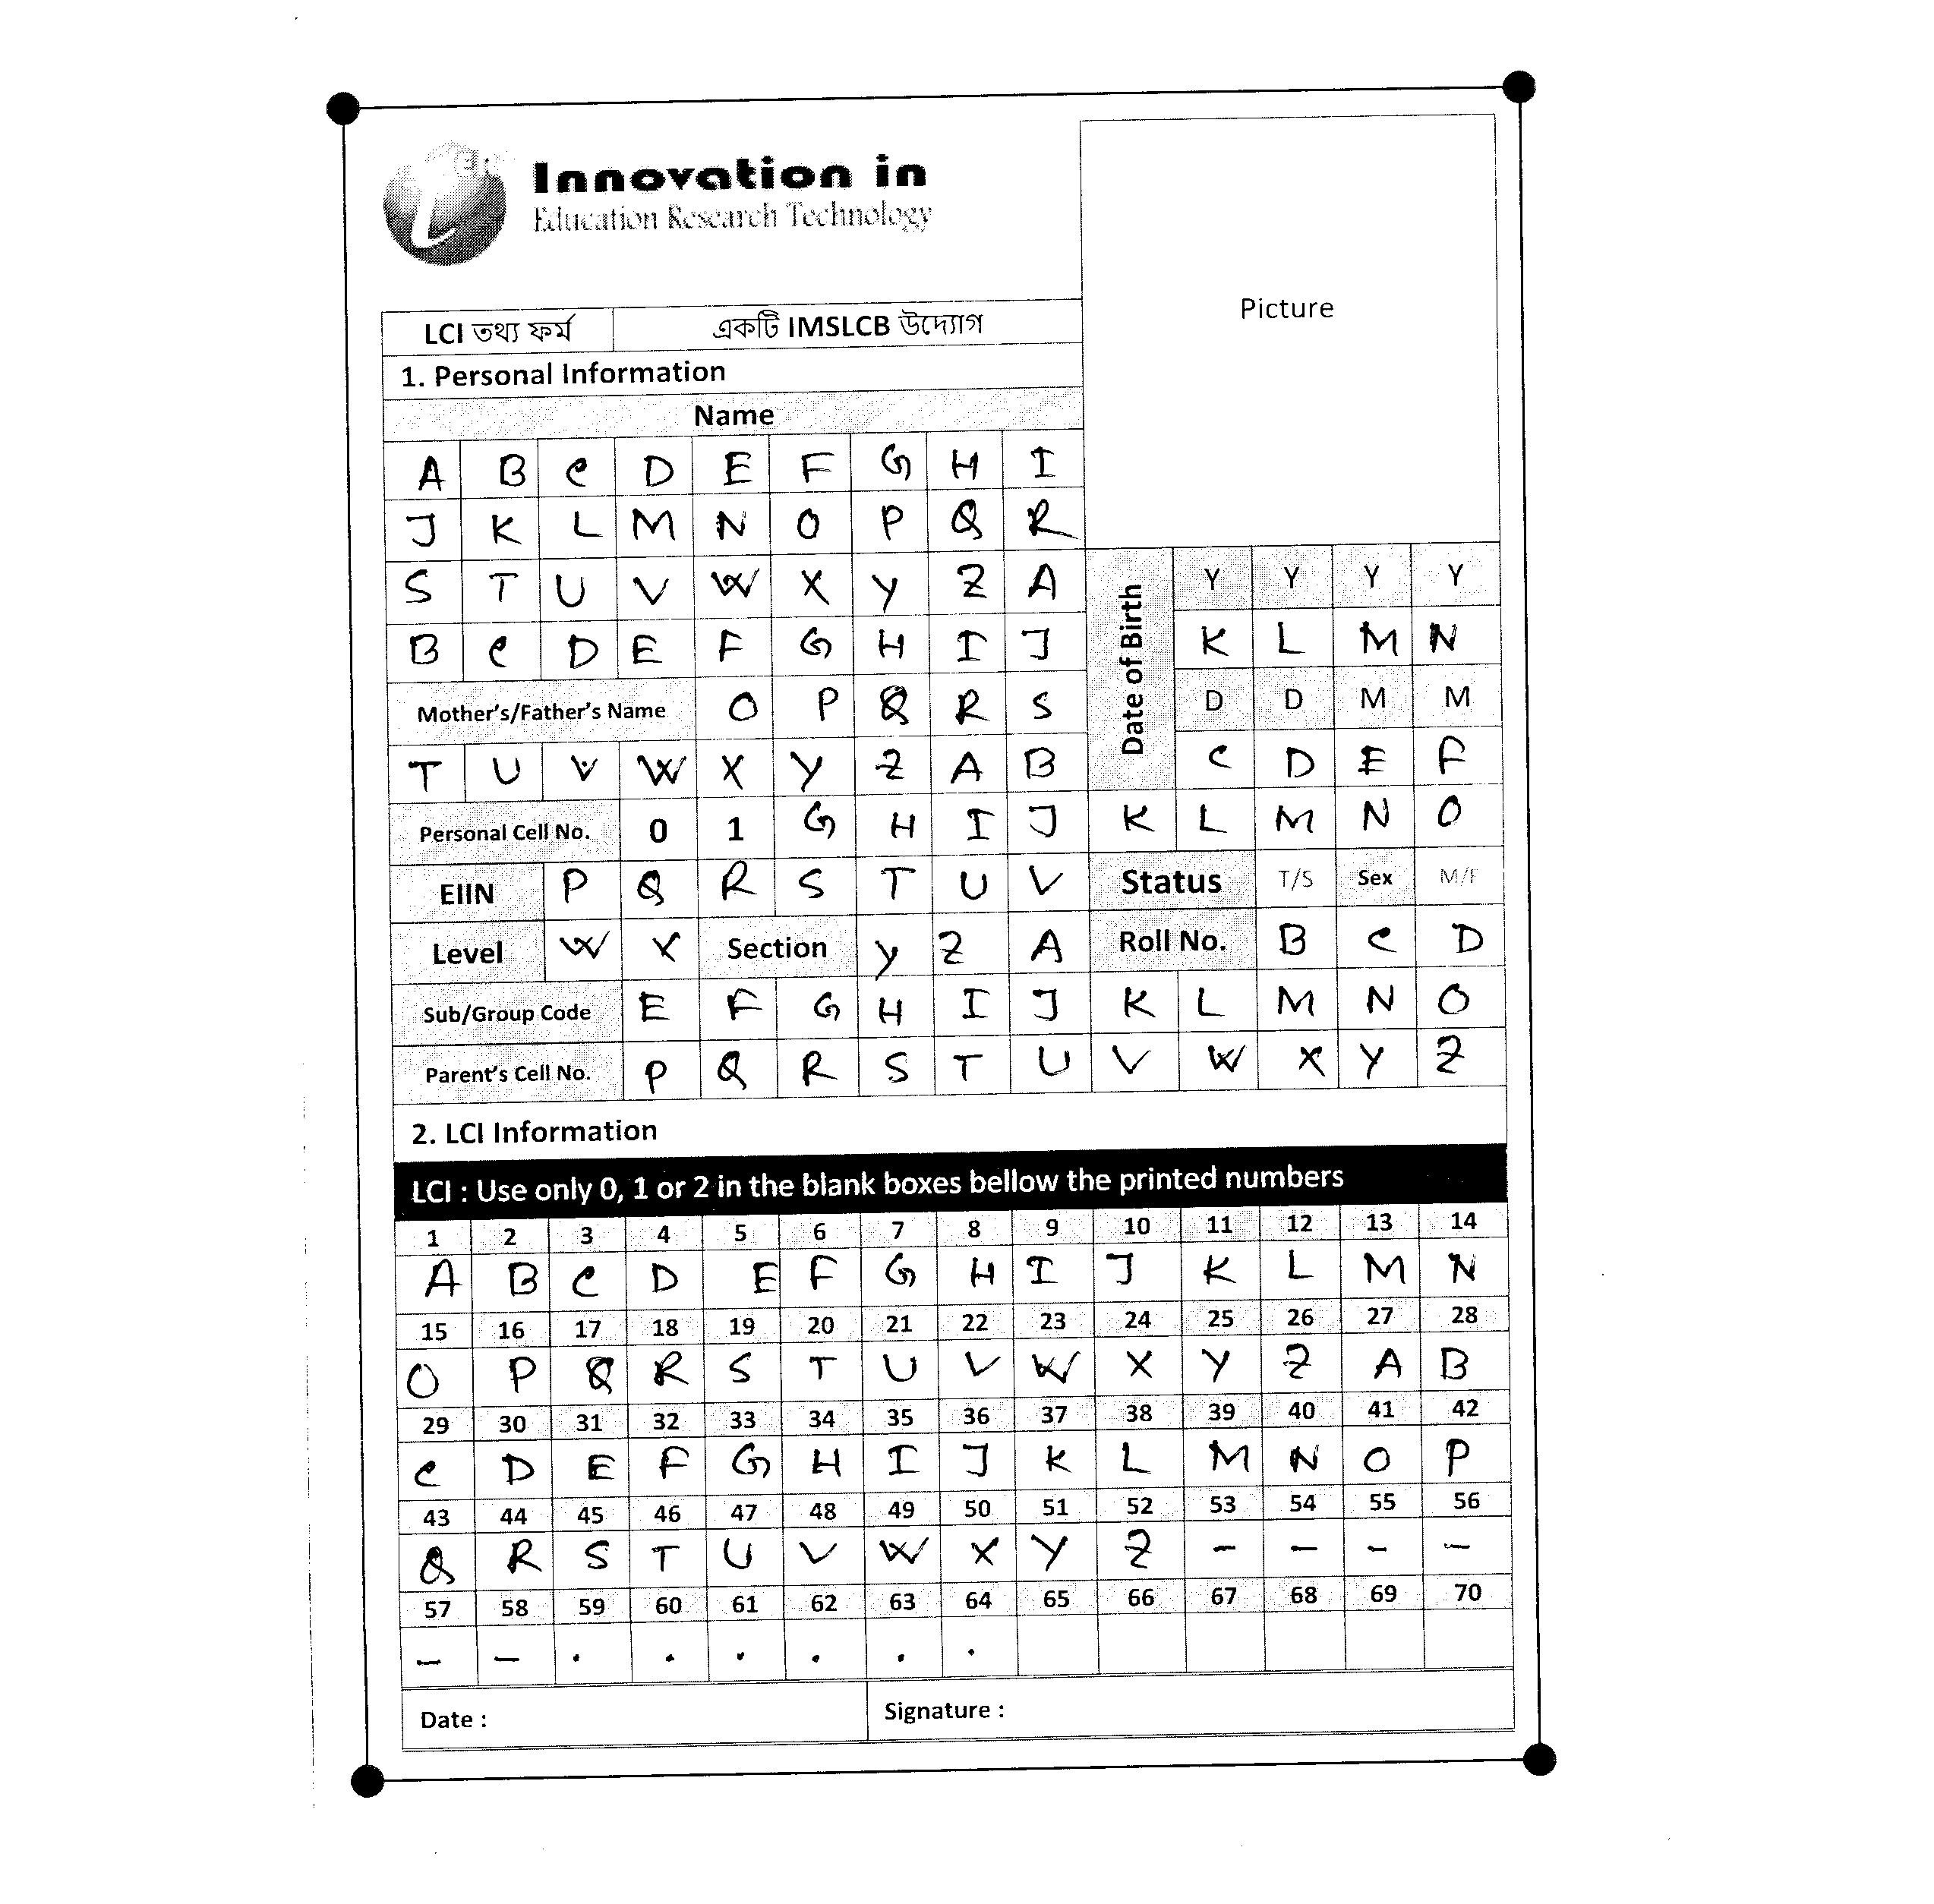 Innovation in
Education Research Technology
Picture
LCI তথ্য ফর্ম একটি IMSLCB উদ্যোগ
1. Personal Information
Name
A B C D E F G H I
J K L M N O P Q R
S T U V W X Y Z A
B C D E F G H I J
Date of Birth
Y Y Y Y
K L M N
D D M M
C D E F
Mother's/Father's Name O P Q R S
T U V W X Y Z A B
Personal Cell No. 0 1 G H I J K L M N O
EIIN P Q R S T U V Status T/S Sex M/F
Level W X Section Y Z A Roll No. B C D
Sub/Group Code E F G H I J K L M N O
Parent's Cell No. P Q R S T U V W X Y Z
2. LCI Information
LCI : Use only 0, 1 or 2 in the blank boxes bellow the printed numbers
1 2 3 4 5 6 7 8 9 10 11 12 13 14
A B C D E F G H I J K L M N
15 16 17 18 19 20 21 22 23 24 25 26 27 28
O P Q R S T U V W X Y Z A B
29 30 31 32 33 34 35 36 37 38 39 40 41 42
C D E F G H I J K L M N O P
43 44 45 46 47 48 49 50 51 52 53 54 55 56
Q R S T U V W X Y Z - - - -
57 58 59 60 61 62 63 64 65 66 67 68 69 70
- - . . . . . .
Date : Signature :